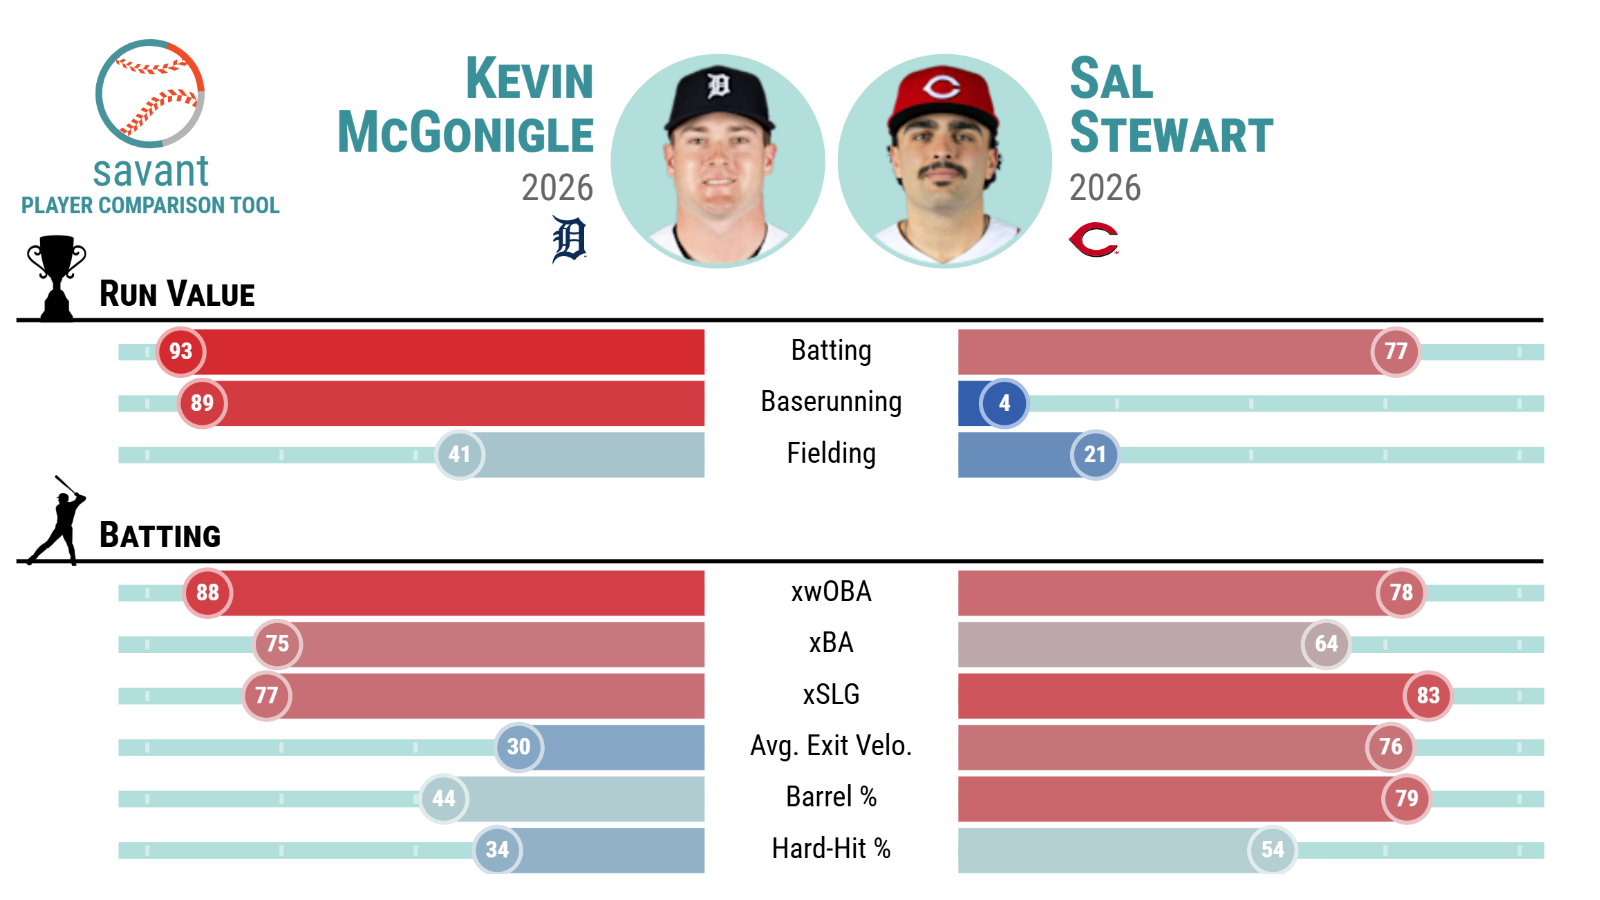 savant
PLAYER COMPARISON TOOL
KEVIN
MCGONIGLE
2026
SAL
STEWART
2026
RUN VALUE
93 Batting 77
89 Baserunning 4
41 Fielding 21
BATTING
88 xwOBA 78
75 xBA 64
77 xSLG 83
30 Avg. Exit Velo. 76
44 Barrel % 79
34 Hard-Hit % 54